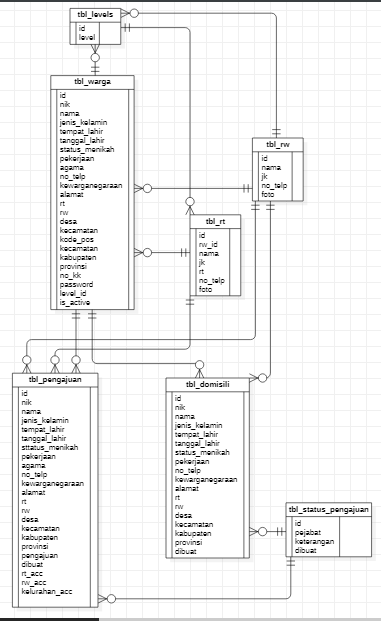 tbl_levels
id
level
tbl_warga
id
nik
nama
jenis_kelamin
tempat_lahir
tanggal_lahir
status_menikah
pekerjaan
agama
no_telp
kewarganegaraan
alamat
rt
rw
desa
kecamatan
kode_pos
kecamatan
kabupaten
provinsi
no_kk
password
level_id
is_active
tbl_rw
id
nama
jk
no_telp
foto
tbl_rt
id
rw_id
nama
jk
rt
no_telp
foto
tbl_pengajuan
id
nik
nama
jenis_kelamin
tempat_lahir
tanggal_lahir
sttatus_menikah
pekerjaan
agama
no_telp
kewarganegaraan
alamat
rt
rw
desa
kecamatan
kabupaten
provinsi
pengajuan
dibuat
rt_acc
rw_acc
kelurahan_acc
tbl_domisili
id
nik
nama
jenis_kelamin
tempat_lahir
tanggal_lahir
status_menikah
pekerjaan
no_telp
kewarganegaraan
alamat
rt
rw
desa
kecamatan
kabupaten
provinsi
dibuat
tbl_status_pengajuan
id
pejabat
keterangan
dibuat